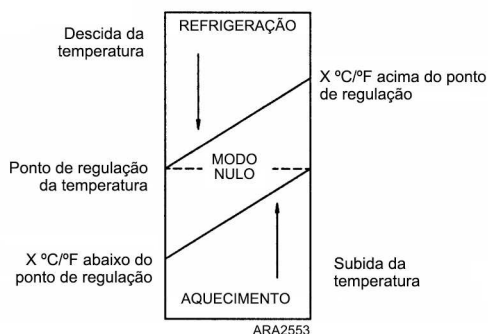 REFRIGERAÇÃO
Descida da
temperatura
X ºC/ºF acima do ponto
de regulação
Ponto de regulação
da temperatura
MODO
NULO
X ºC/ºF abaixo do
ponto de regulação
Subida da
temperatura
AQUECIMENTO
ARA2553